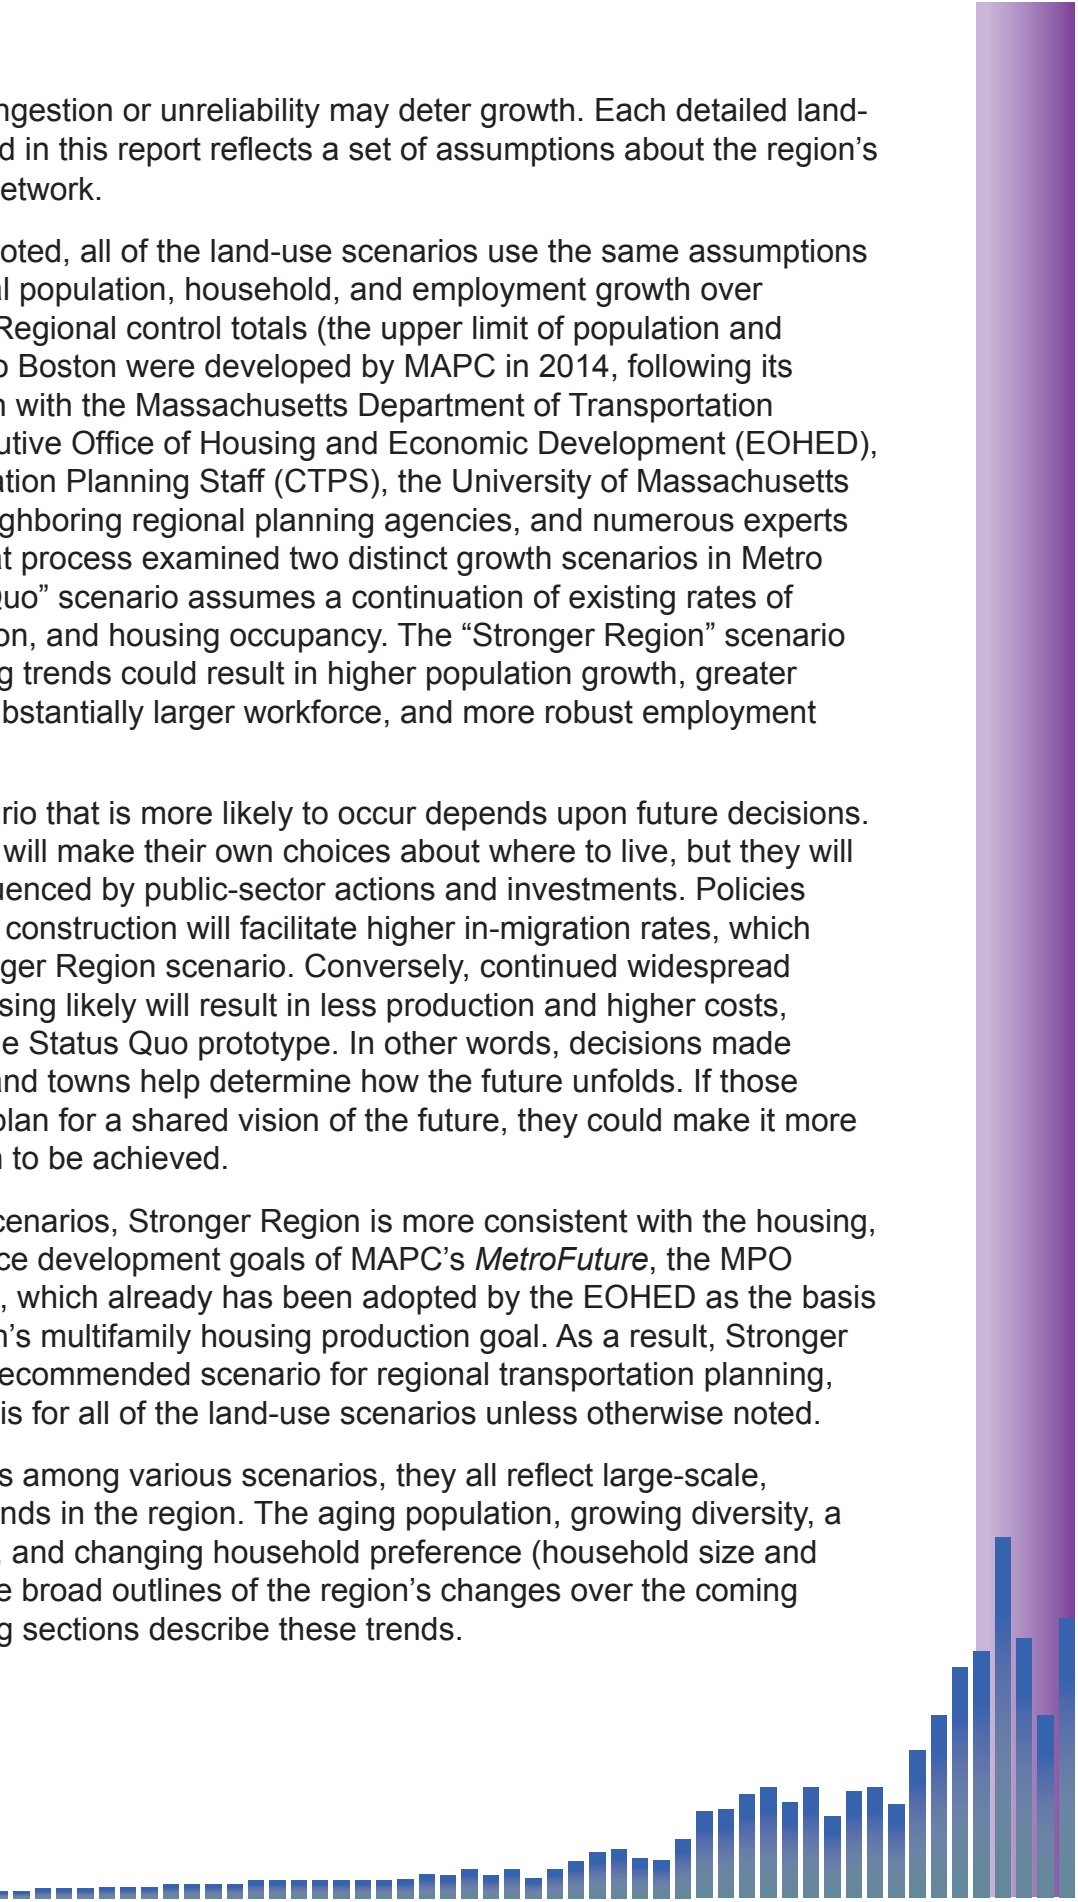 ngestion or unreliability may deter growth. Each detailed land-
d in this report reflects a set of assumptions about the region’s
etwork.
oted, all of the land-use scenarios use the same assumptions
al population, household, and employment growth over
Regional control totals (the upper limit of population and
o Boston were developed by MAPC in 2014, following its
n with the Massachusetts Department of Transportation
utive Office of Housing and Economic Development (EOHED),
ation Planning Staff (CTPS), the University of Massachusetts
ighboring regional planning agencies, and numerous experts
at process examined two distinct growth scenarios in Metro
Quo” scenario assumes a continuation of existing rates of
on, and housing occupancy. The “Stronger Region” scenario
g trends could result in higher population growth, greater
ubstantially larger workforce, and more robust employment
ario that is more likely to occur depends upon future decisions.
will make their own choices about where to live, but they will
uenced by public-sector actions and investments. Policies
construction will facilitate higher in-migration rates, which
ger Region scenario. Conversely, continued widespread
sing likely will result in less production and higher costs,
e Status Quo prototype. In other words, decisions made
and towns help determine how the future unfolds. If those
plan for a shared vision of the future, they could make it more
n to be achieved.
cenarios, Stronger Region is more consistent with the housing,
ce development goals of MAPC’s MetroFuture, the MPO
, which already has been adopted by the EOHED as the basis
n’s multifamily housing production goal. As a result, Stronger
recommended scenario for regional transportation planning,
is for all of the land-use scenarios unless otherwise noted.
s among various scenarios, they all reflect large-scale,
ends in the region. The aging population, growing diversity, a
, and changing household preference (household size and
e broad outlines of the region’s changes over the coming
g sections describe these trends.